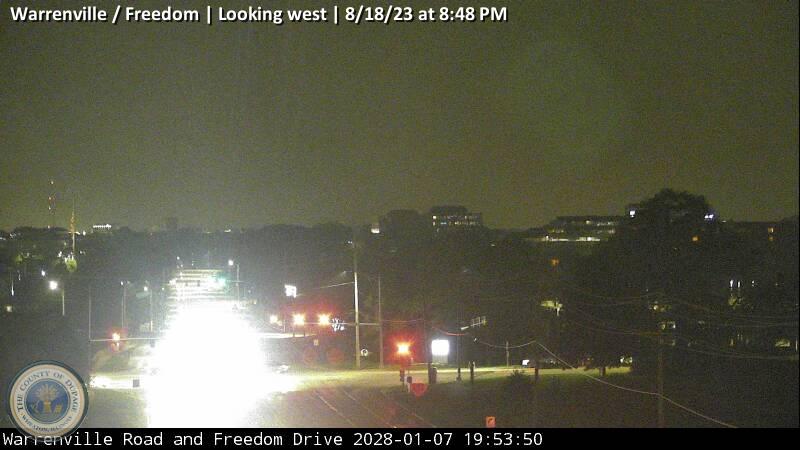 Warrenville / Freedom | Looking west | 8/18/23 at 8:48 PM
THE COUNTY OF DUPAGE
Warrenville Road and Freedom Drive 2028-01-07 19:53:50